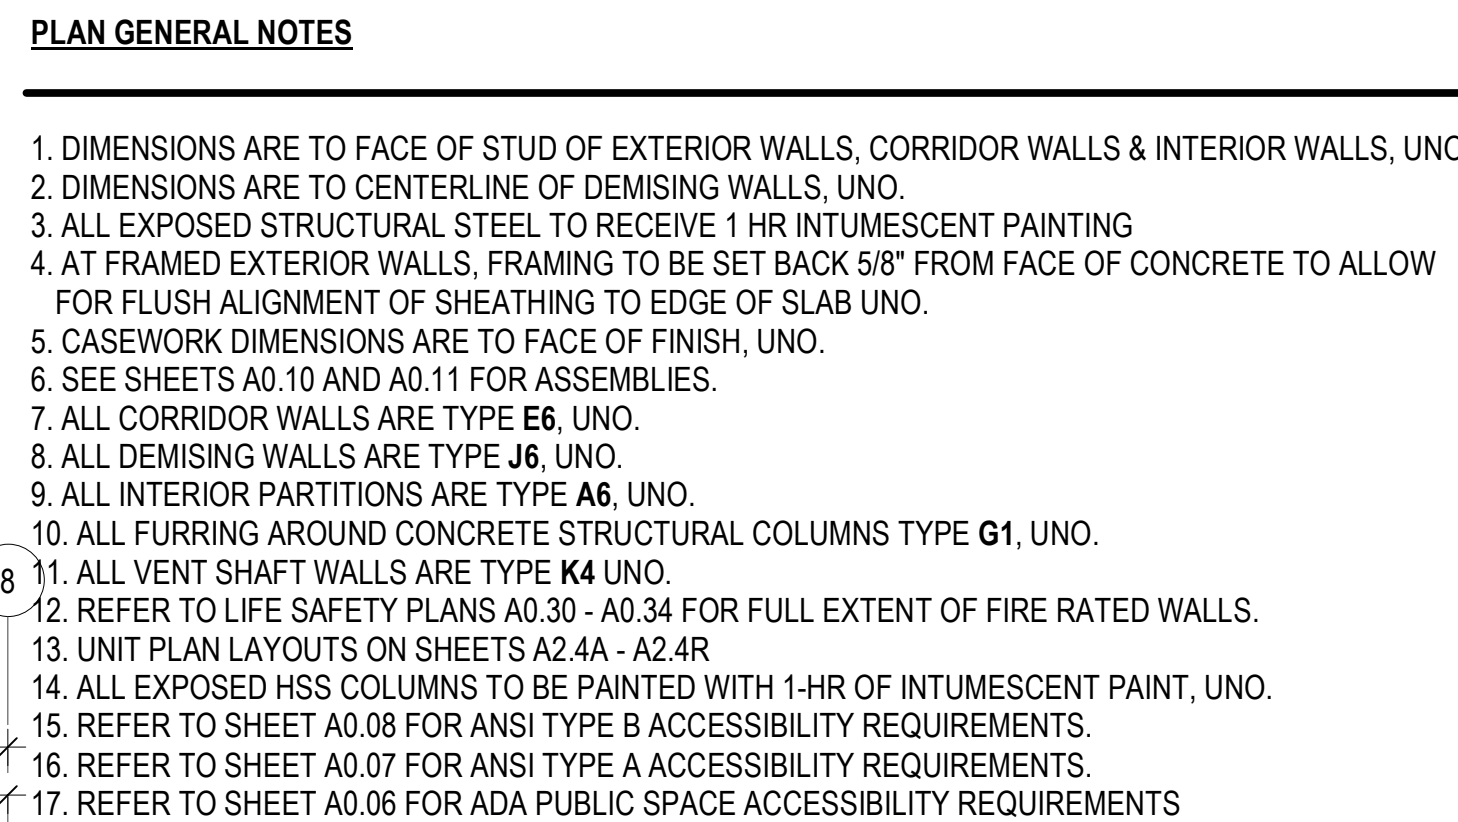 PLAN GENERAL NOTES
1. DIMENSIONS ARE TO FACE OF STUD OF EXTERIOR WALLS, CORRIDOR WALLS & INTERIOR WALLS, UNO
2. DIMENSIONS ARE TO CENTERLINE OF DEMISING WALLS, UNO.
3. ALL EXPOSED STRUCTURAL STEEL TO RECEIVE 1 HR INTUMESCENT PAINTING
4. AT FRAMED EXTERIOR WALLS, FRAMING TO BE SET BACK 5/8" FROM FACE OF CONCRETE TO ALLOW
FOR FLUSH ALIGNMENT OF SHEATHING TO EDGE OF SLAB UNO.
5. CASEWORK DIMENSIONS ARE TO FACE OF FINISH, UNO.
6. SEE SHEETS A0.10 AND A0.11 FOR ASSEMBLIES.
7. ALL CORRIDOR WALLS ARE TYPE E6, UNO.
8. ALL DEMISING WALLS ARE TYPE J6, UNO.
9. ALL INTERIOR PARTITIONS ARE TYPE A6, UNO.
10. ALL FURRING AROUND CONCRETE STRUCTURAL COLUMNS TYPE G1, UNO.
8
11. ALL VENT SHAFT WALLS ARE TYPE K4 UNO.
12. REFER TO LIFE SAFETY PLANS A0.30 - A0.34 FOR FULL EXTENT OF FIRE RATED WALLS.
13. UNIT PLAN LAYOUTS ON SHEETS A2.4A - A2.4R
14. ALL EXPOSED HSS COLUMNS TO BE PAINTED WITH 1-HR OF INTUMESCENT PAINT, UNO.
15. REFER TO SHEET A0.08 FOR ANSI TYPE B ACCESSIBILITY REQUIREMENTS.
16. REFER TO SHEET A0.07 FOR ANSI TYPE A ACCESSIBILITY REQUIREMENTS.
17. REFER TO SHEET A0.06 FOR ADA PUBLIC SPACE ACCESSIBILITY REQUIREMENTS